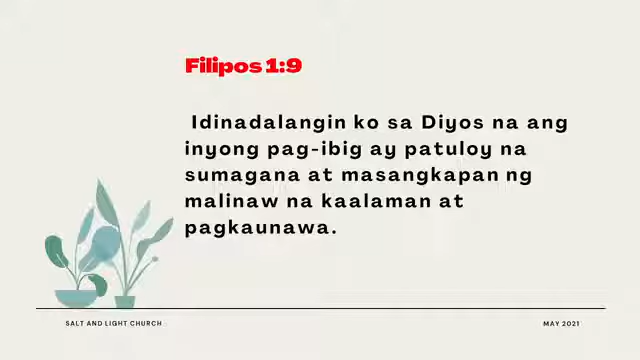 Filipos 1:9
Idinadalangin ko sa Diyos na ang
inyong pag-ibig ay patuloy na
sumagana at masangkapan ng
malinaw na kaalaman at
pagkaunawa.
SALT AND LIGHT CHURCH
MAY 2021